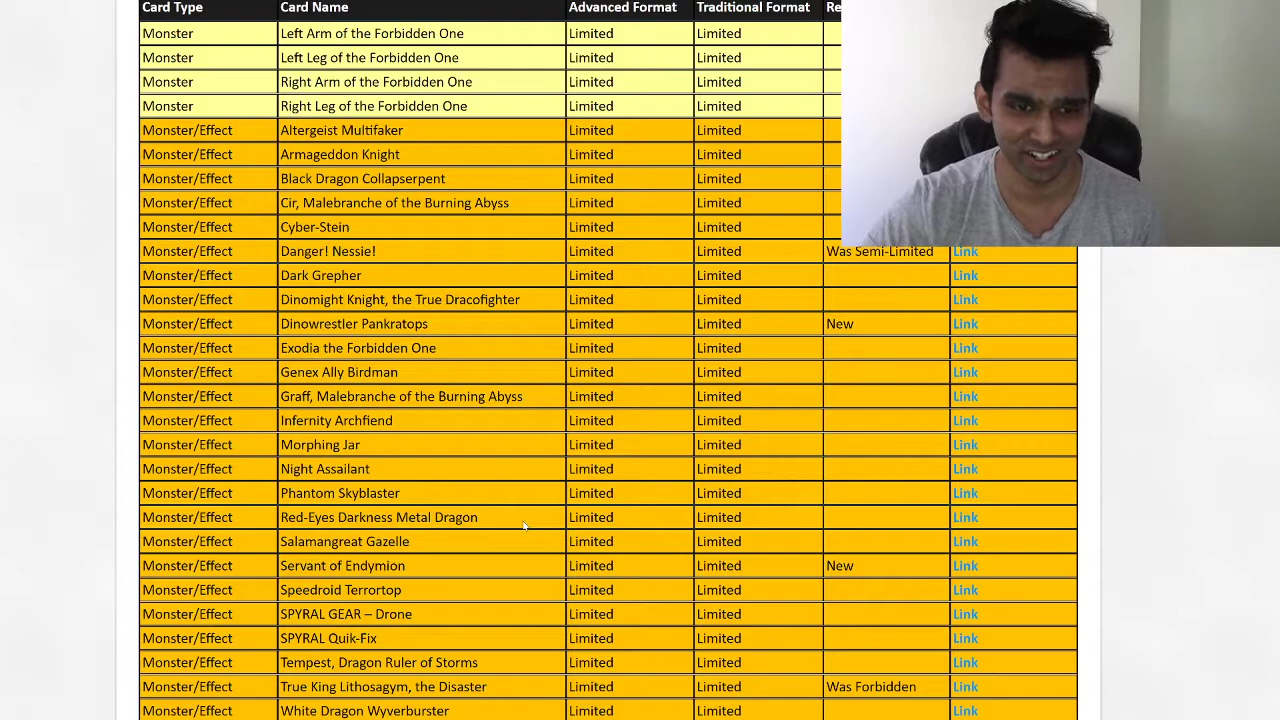 Card Type Card Name Advanced Format Traditional Format
Monster Left Arm of the Forbidden One Limited Limited
Monster Left Leg of the Forbidden One Limited Limited
Monster Right Arm of the Forbidden One Limited Limited
Monster Right Leg of the Forbidden One Limited Limited
Monster/Effect Altergeist Multifaker Limited Limited
Monster/Effect Armageddon Knight Limited Limited
Monster/Effect Black Dragon Collapserpent Limited Limited
Monster/Effect Cir, Malebranche of the Burning Abyss Limited Limited
Monster/Effect Cyber-Stein Limited Limited
Monster/Effect Danger! Nessie! Limited Limited Was Semi-Limited Link
Monster/Effect Dark Grepher Limited Limited Link
Monster/Effect Dinomight Knight, the True Dracofighter Limited Limited Link
Monster/Effect Dinowrestler Pankratops Limited Limited New Link
Monster/Effect Exodia the Forbidden One Limited Limited Link
Monster/Effect Genex Ally Birdman Limited Limited Link
Monster/Effect Graff, Malebranche of the Burning Abyss Limited Limited Link
Monster/Effect Infernity Archfiend Limited Limited Link
Monster/Effect Morphing Jar Limited Limited Link
Monster/Effect Night Assailant Limited Limited Link
Monster/Effect Phantom Skyblaster Limited Limited Link
Monster/Effect Red-Eyes Darkness Metal Dragon Limited Limited Link
Monster/Effect Salamangreat Gazelle Limited Limited Link
Monster/Effect Servant of Endymion Limited Limited New Link
Monster/Effect Speedroid Terrortop Limited Limited Link
Monster/Effect SPYRAL GEAR – Drone Limited Limited Link
Monster/Effect SPYRAL Quik-Fix Limited Limited Link
Monster/Effect Tempest, Dragon Ruler of Storms Limited Limited Link
Monster/Effect True King Lithosagym, the Disaster Limited Limited Was Forbidden Link
Monster/Effect White Dragon Wyverburster Limited Limited Link